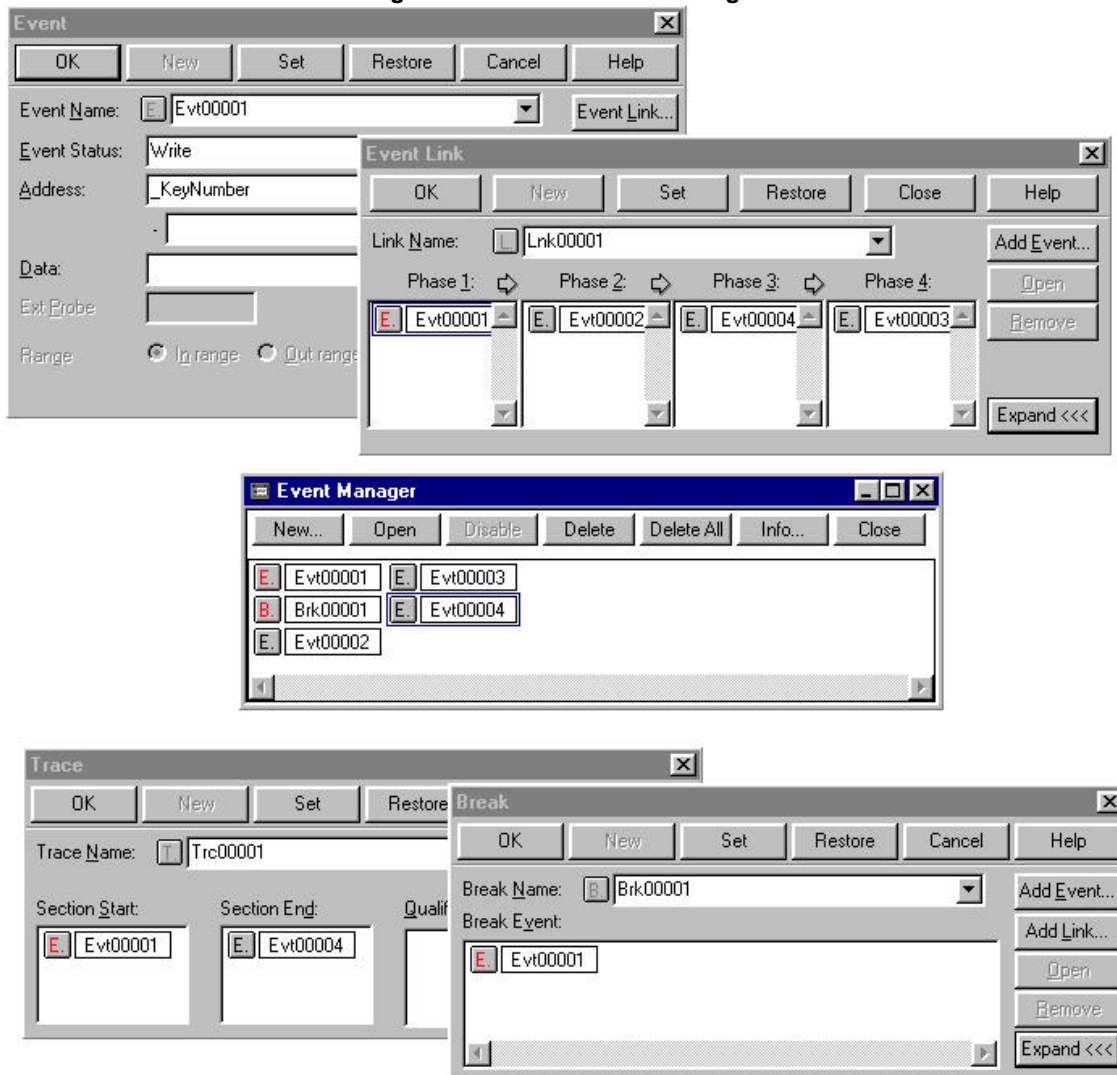 Event
OK New Set Restore Cancel Help
Event Name: E. Evt00001 Event Link...
Event Status: Write
Address: _KeyNumber
-
Data:
Ext Probe
Range In range Out range
Event Link
OK New Set Restore Close Help
Link Name: L. Lnk00001 Add Event...
Phase 1: Phase 2: Phase 3: Phase 4: Open
E. Evt00001 E. Evt00002 E. Evt00004 E. Evt00003 Remove
Expand <<<
Event Manager
New... Open Disable Delete Delete All Info... Close
E. Evt00001 E. Evt00003
B. Brk00001 E. Evt00004
E. Evt00002
Trace
OK New Set Restore
Trace Name: T. Trc00001
Section Start: Section End: Qualif
E. Evt00001 E. Evt00004
Break
OK New Set Restore Cancel Help
Break Name: B. Brk00001 Add Event...
Break Event: Add Link...
E. Evt00001 Open
Remove
Expand <<<